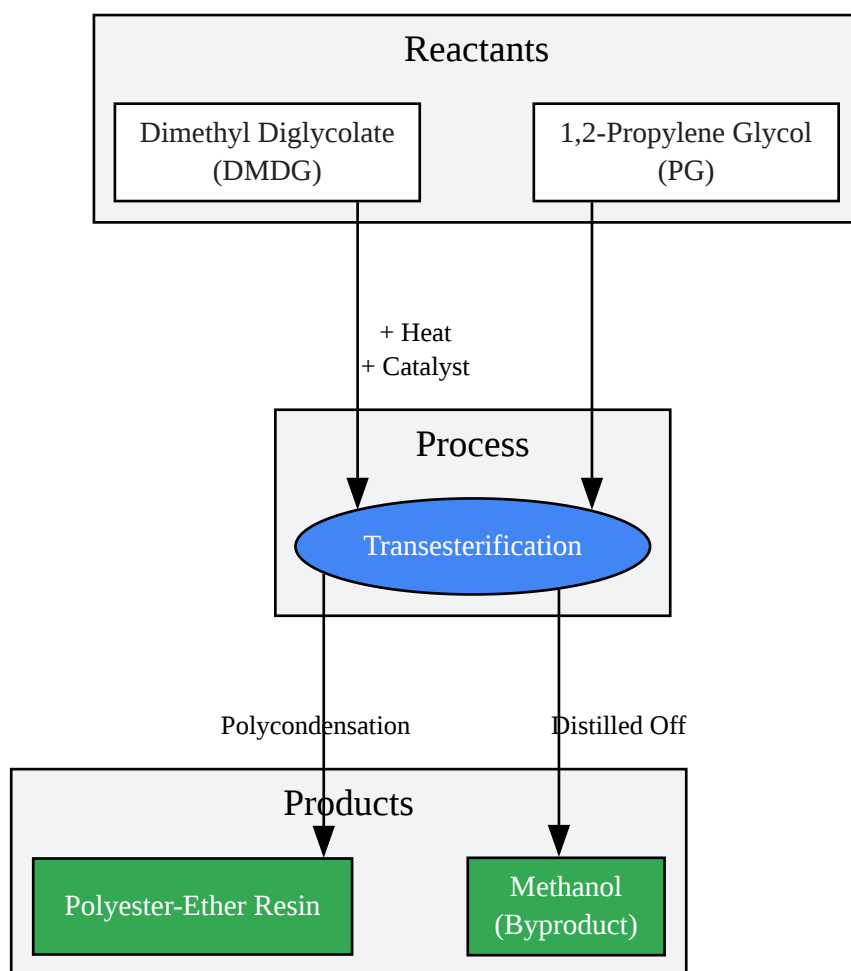 Reactants
Dimethyl Diglycolate
(DMDG)
1,2-Propylene Glycol
(PG)
+ Heat
+ Catalyst
Process
Transesterification
Polycondensation
Distilled Off
Products
Polyester-Ether Resin
Methanol
(Byproduct)